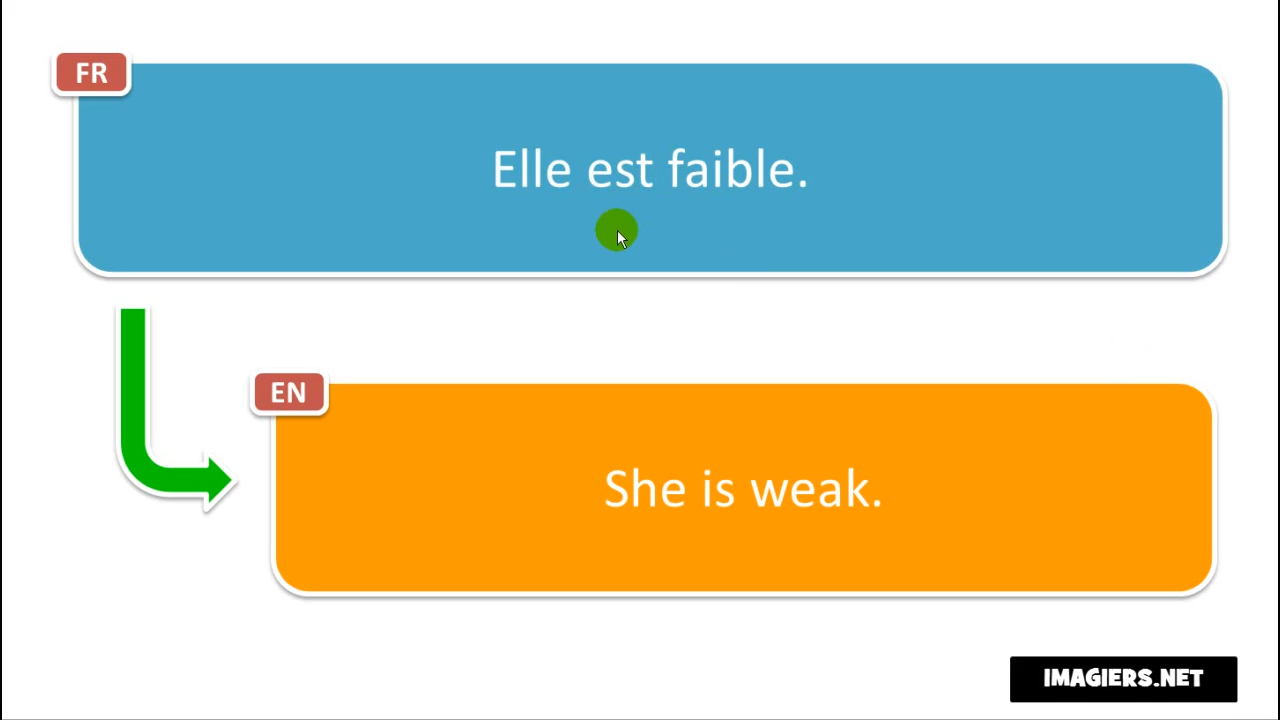 FR
Elle est faible.
EN
She is weak.
IMAGIERS.NET